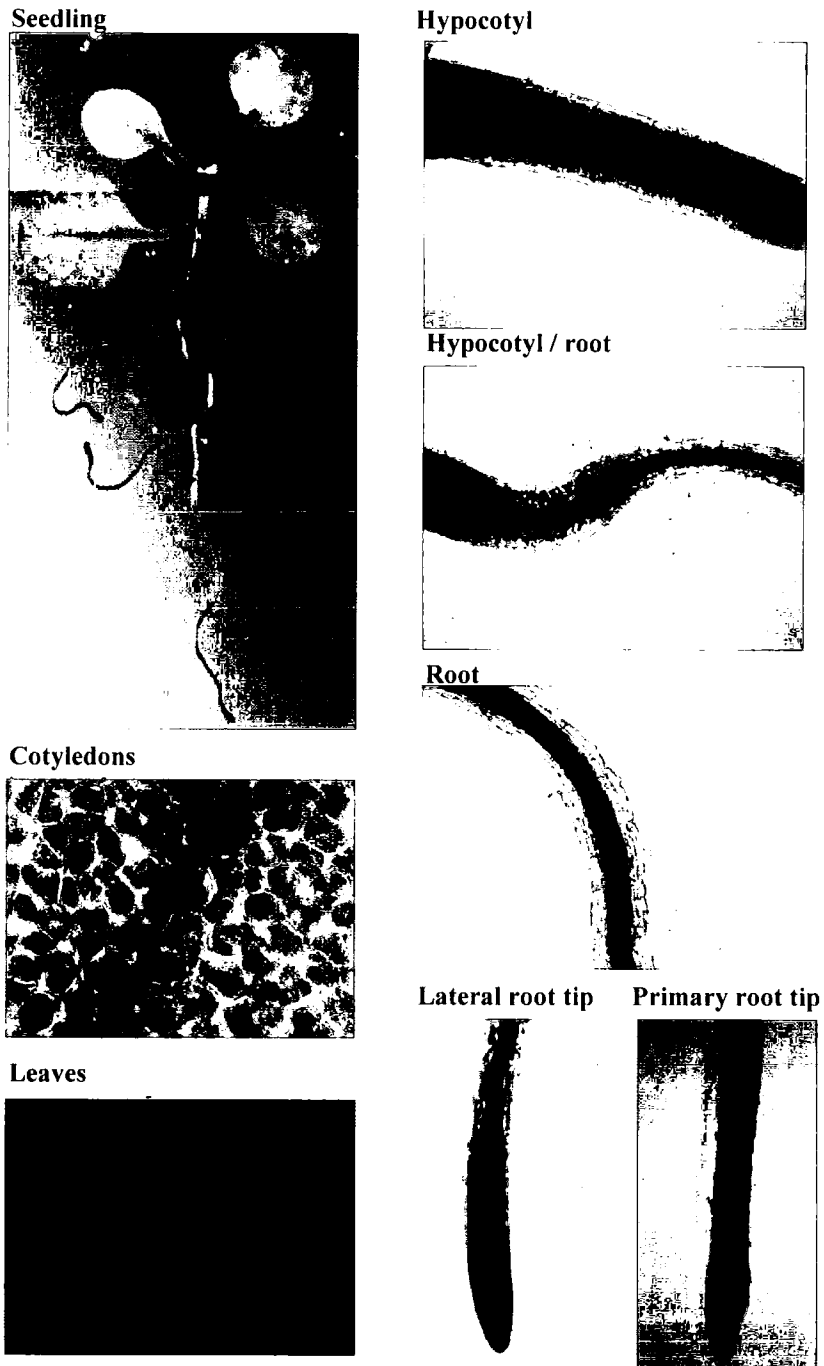 Seedling
Hypocotyl
Hypocotyl / root
Root
Cotyledons
Lateral root tip
Primary root tip
Leaves